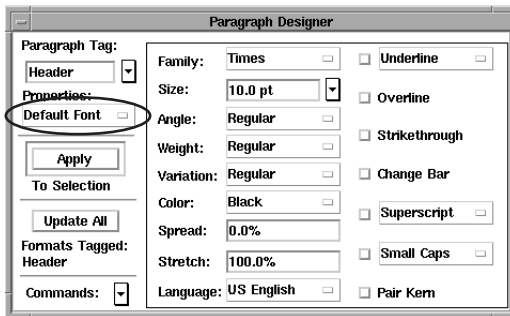 Paragraph Designer
Paragraph Tag:
Header
Properties:
Default Font
Apply
To Selection
Update All
Formats Tagged:
Header
Commands:
Family: Times
Size: 10.0 pt
Angle: Regular
Weight: Regular
Variation: Regular
Color: Black
Spread: 0.0%
Stretch: 100.0%
Language: US English
Underline
Overline
Strikethrough
Change Bar
Superscript
Small Caps
Pair Kern